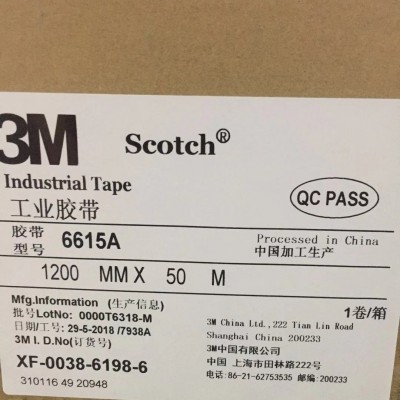 3M Scotch®
Industrial Tape
工业胶带
QC PASS
胶带
型号 6615A
Processed in China
中国加工生产
1200 MM X 50 M
Mfg.Information (生产信息)
批号LotNo: 0000T6318-M
日期/工号: 29-6-2018 /7938A
3M I. D.No(订货号)
XF-0038-6198-6
310116 49 20948
1卷/箱
3M China Ltd.,222 Tian Lin Road
Shanghai China 200233
3M中国有限公司
中国 上海市田林路222号
电话: 86-21-62753535 邮编:200233